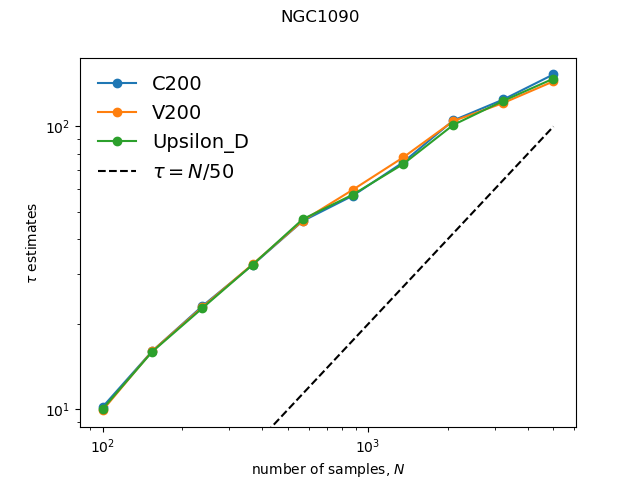 NGC1090
C200
V200
Upsilon_D
τ = N/50
10²
10¹
τ estimates
10² 10³
number of samples, N